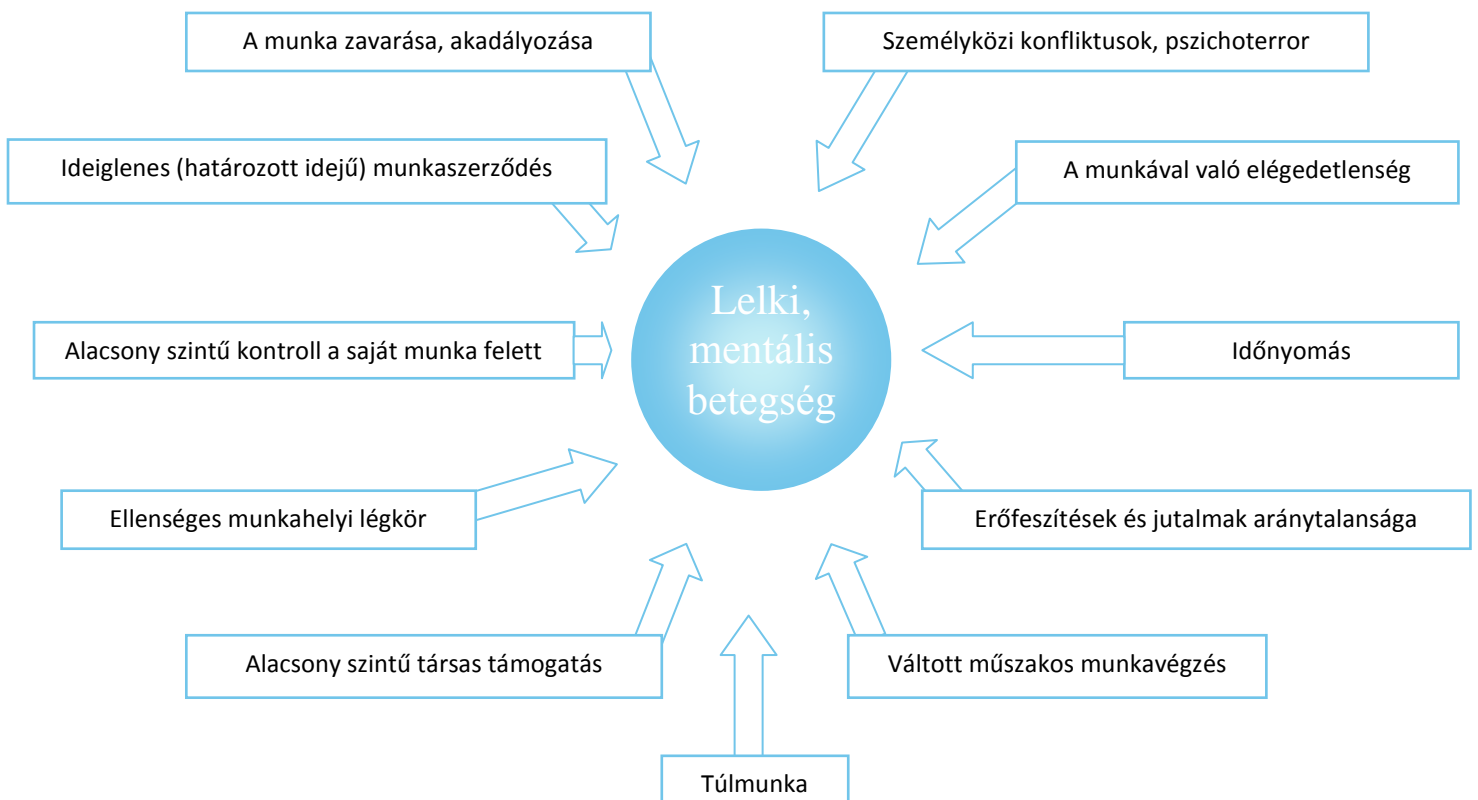 A munka zavarása, akadályozása
Személyközi konfliktusok, pszichoterror
Ideiglenes (határozott idejű) munkaszerződés
A munkával való elégedetlenség
Lelki,
mentális
betegség
Alacsony szintű kontroll a saját munka felett
Időnyomás
Ellenséges munkahelyi légkör
Erőfeszítések és jutalmak aránytalansága
Alacsony szintű társas támogatás
Váltott műszakos munkavégzés
Túlmunka